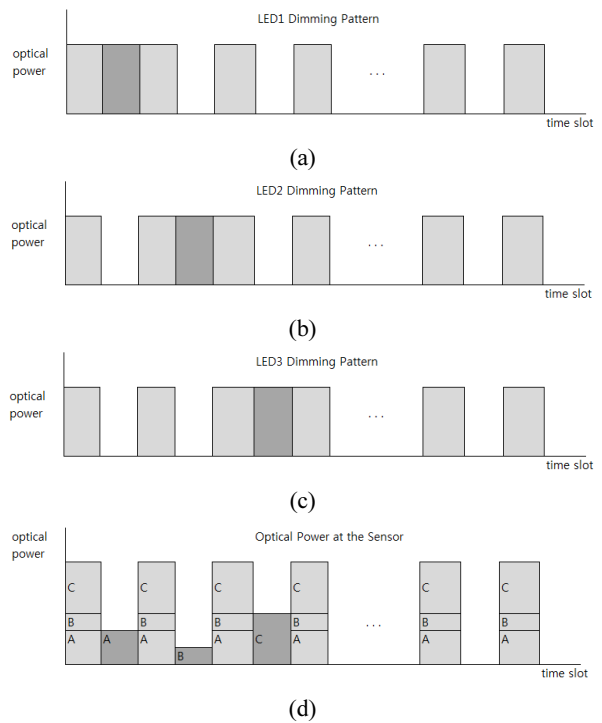 LED1 Dimming Pattern
optical
power
. . .
time slot
(a)
LED2 Dimming Pattern
optical
power
. . .
time slot
(b)
LED3 Dimming Pattern
optical
power
. . .
time slot
(c)
optical
power
Optical Power at the Sensor
C C C C C C
B B B C B B B
A A A B A A A A
. . .
time slot
(d)